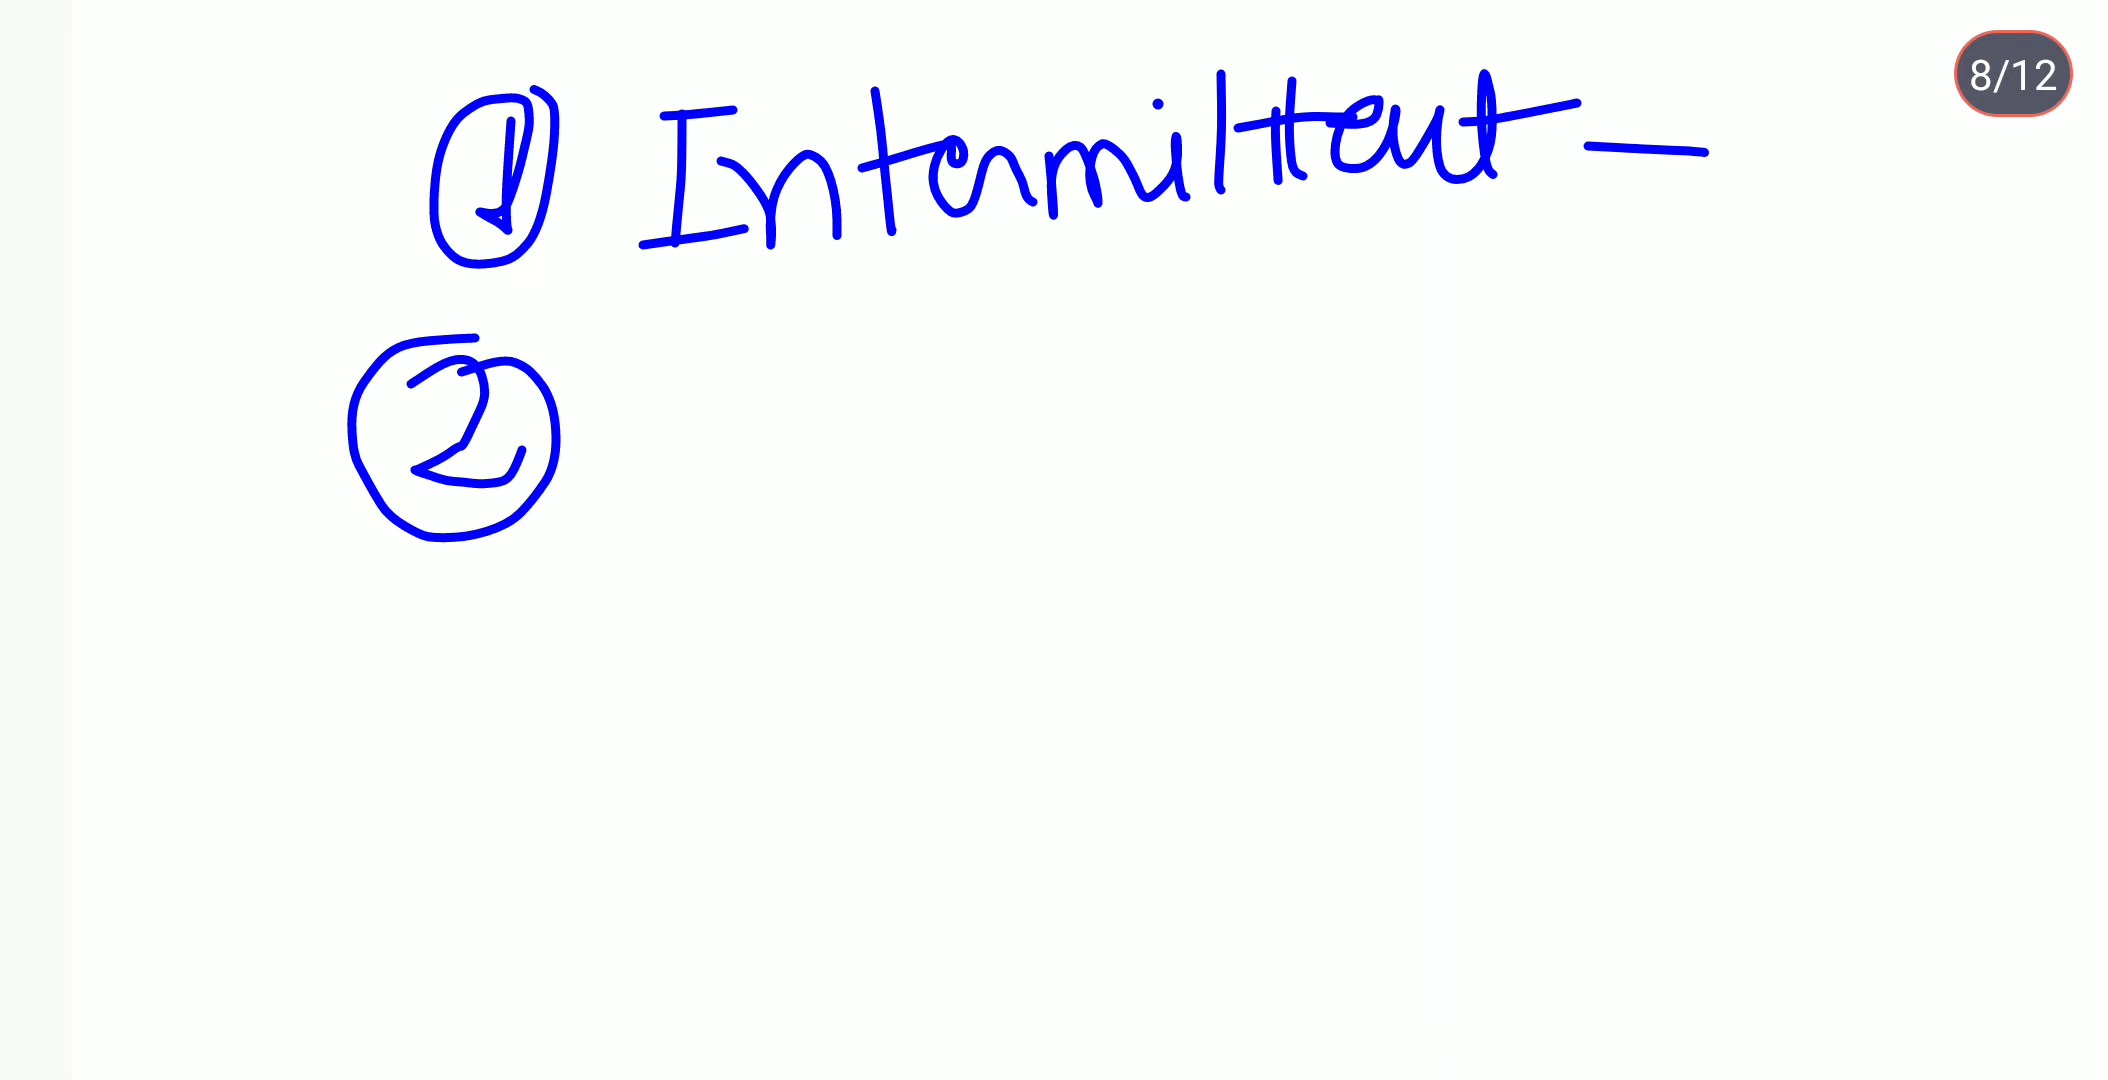 ① Intermittent —
8/12
②